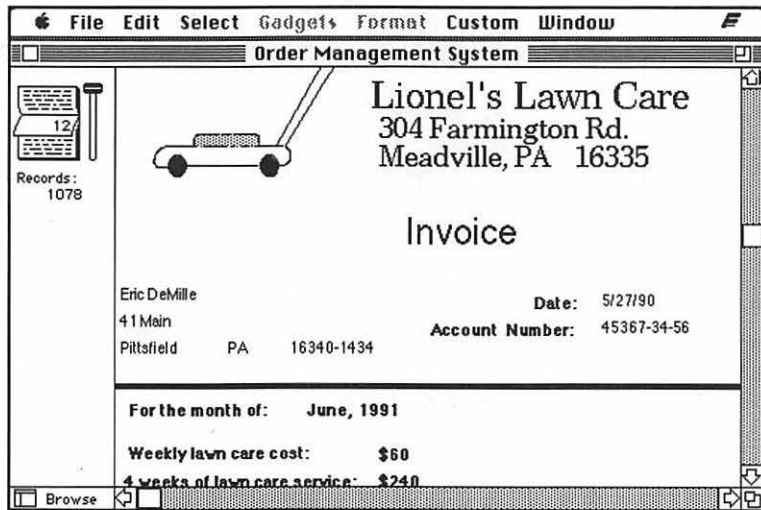 File Edit Select Gadgets Format Custom Window
Order Management System
12
Records:
1078
Lionel's Lawn Care
304 Farmington Rd.
Meadville, PA 16335
Invoice
Eric DeMille
41 Main
Pittsfield PA 16340-1434
Date: 5/27/90
Account Number: 45367-34-56
For the month of: June, 1991
Weekly lawn care cost: $60
4 weeks of lawn care service: $240
Browse